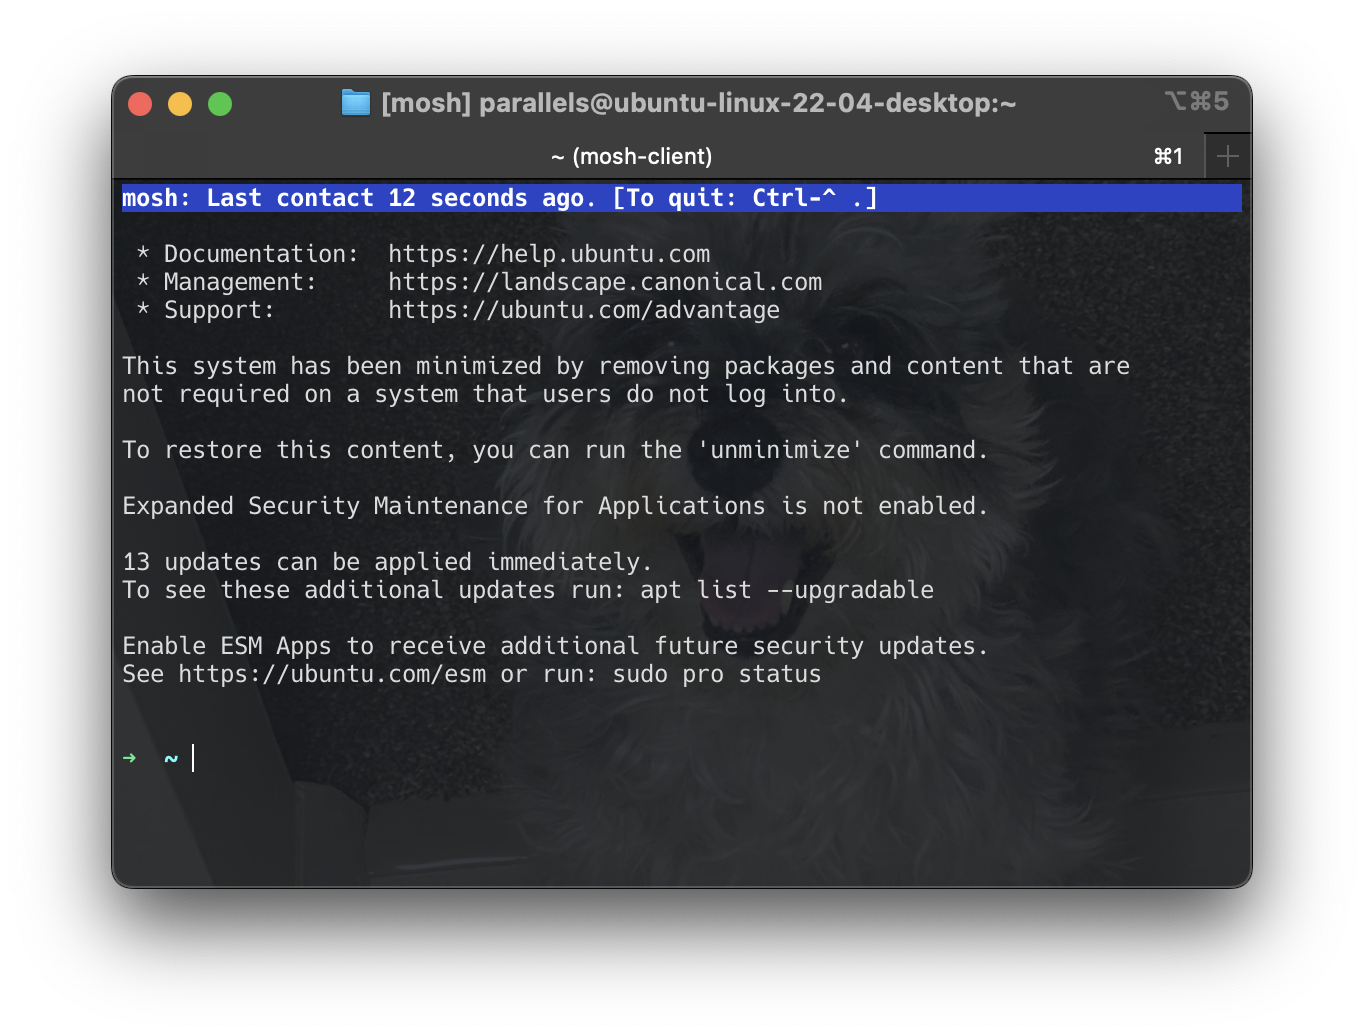 [mosh] parallels@ubuntu-linux-22-04-desktop:~ ⌥⌘5
~ (mosh-client) ⌘1
mosh: Last contact 12 seconds ago. [To quit: Ctrl-^ .]
* Documentation:  https://help.ubuntu.com
* Management:     https://landscape.canonical.com
* Support:        https://ubuntu.com/advantage
This system has been minimized by removing packages and content that are
not required on a system that users do not log into.
To restore this content, you can run the 'unminimize' command.
Expanded Security Maintenance for Applications is not enabled.
13 updates can be applied immediately.
To see these additional updates run: apt list --upgradable
Enable ESM Apps to receive additional future security updates.
See https://ubuntu.com/esm or run: sudo pro status
➜  ~